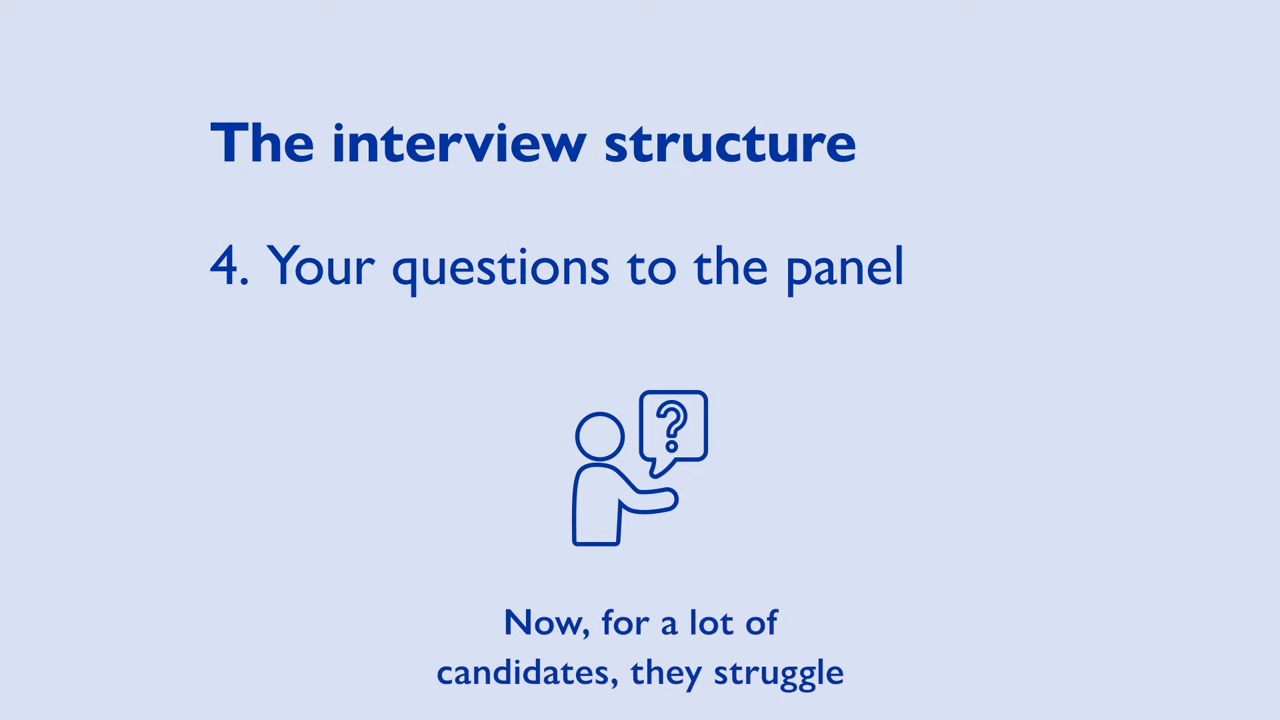 The interview structure
4. Your questions to the panel
?
Now, for a lot of
candidates, they struggle